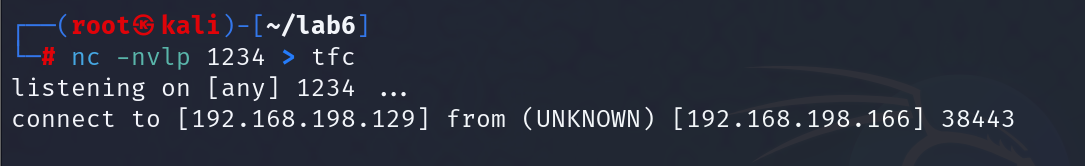 ┌──(root㉿kali)-[~/lab6]
└─# nc -nvlp 1234 > tfc
listening on [any] 1234 ...
connect to [192.168.198.129] from (UNKNOWN) [192.168.198.166] 38443